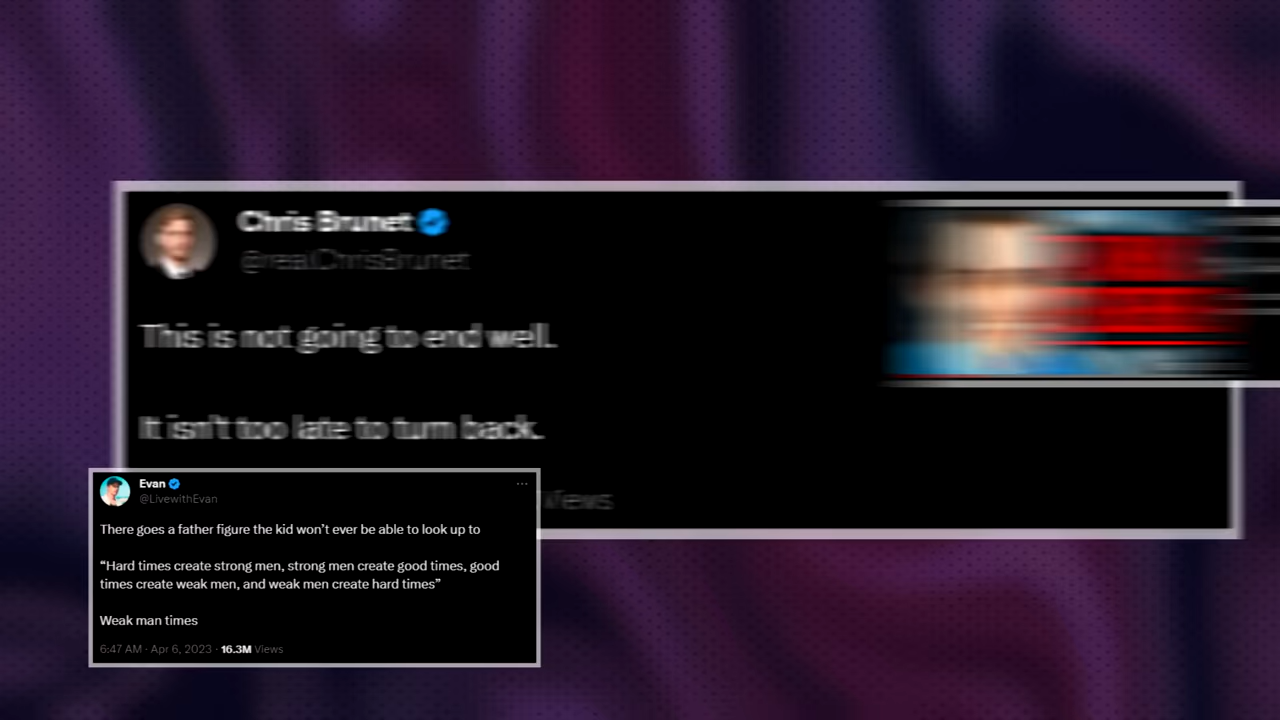 Chris Brunet
@realChrisBrunet
This is not going to end well.
It isn't too late to turn back.
Views
Evan
@LivewithEvan
There goes a father figure the kid won't ever be able to look up to
“Hard times create strong men, strong men create good times, good
times create weak men, and weak men create hard times”
Weak man times
6:47 AM · Apr 6, 2023 · 16.3M Views